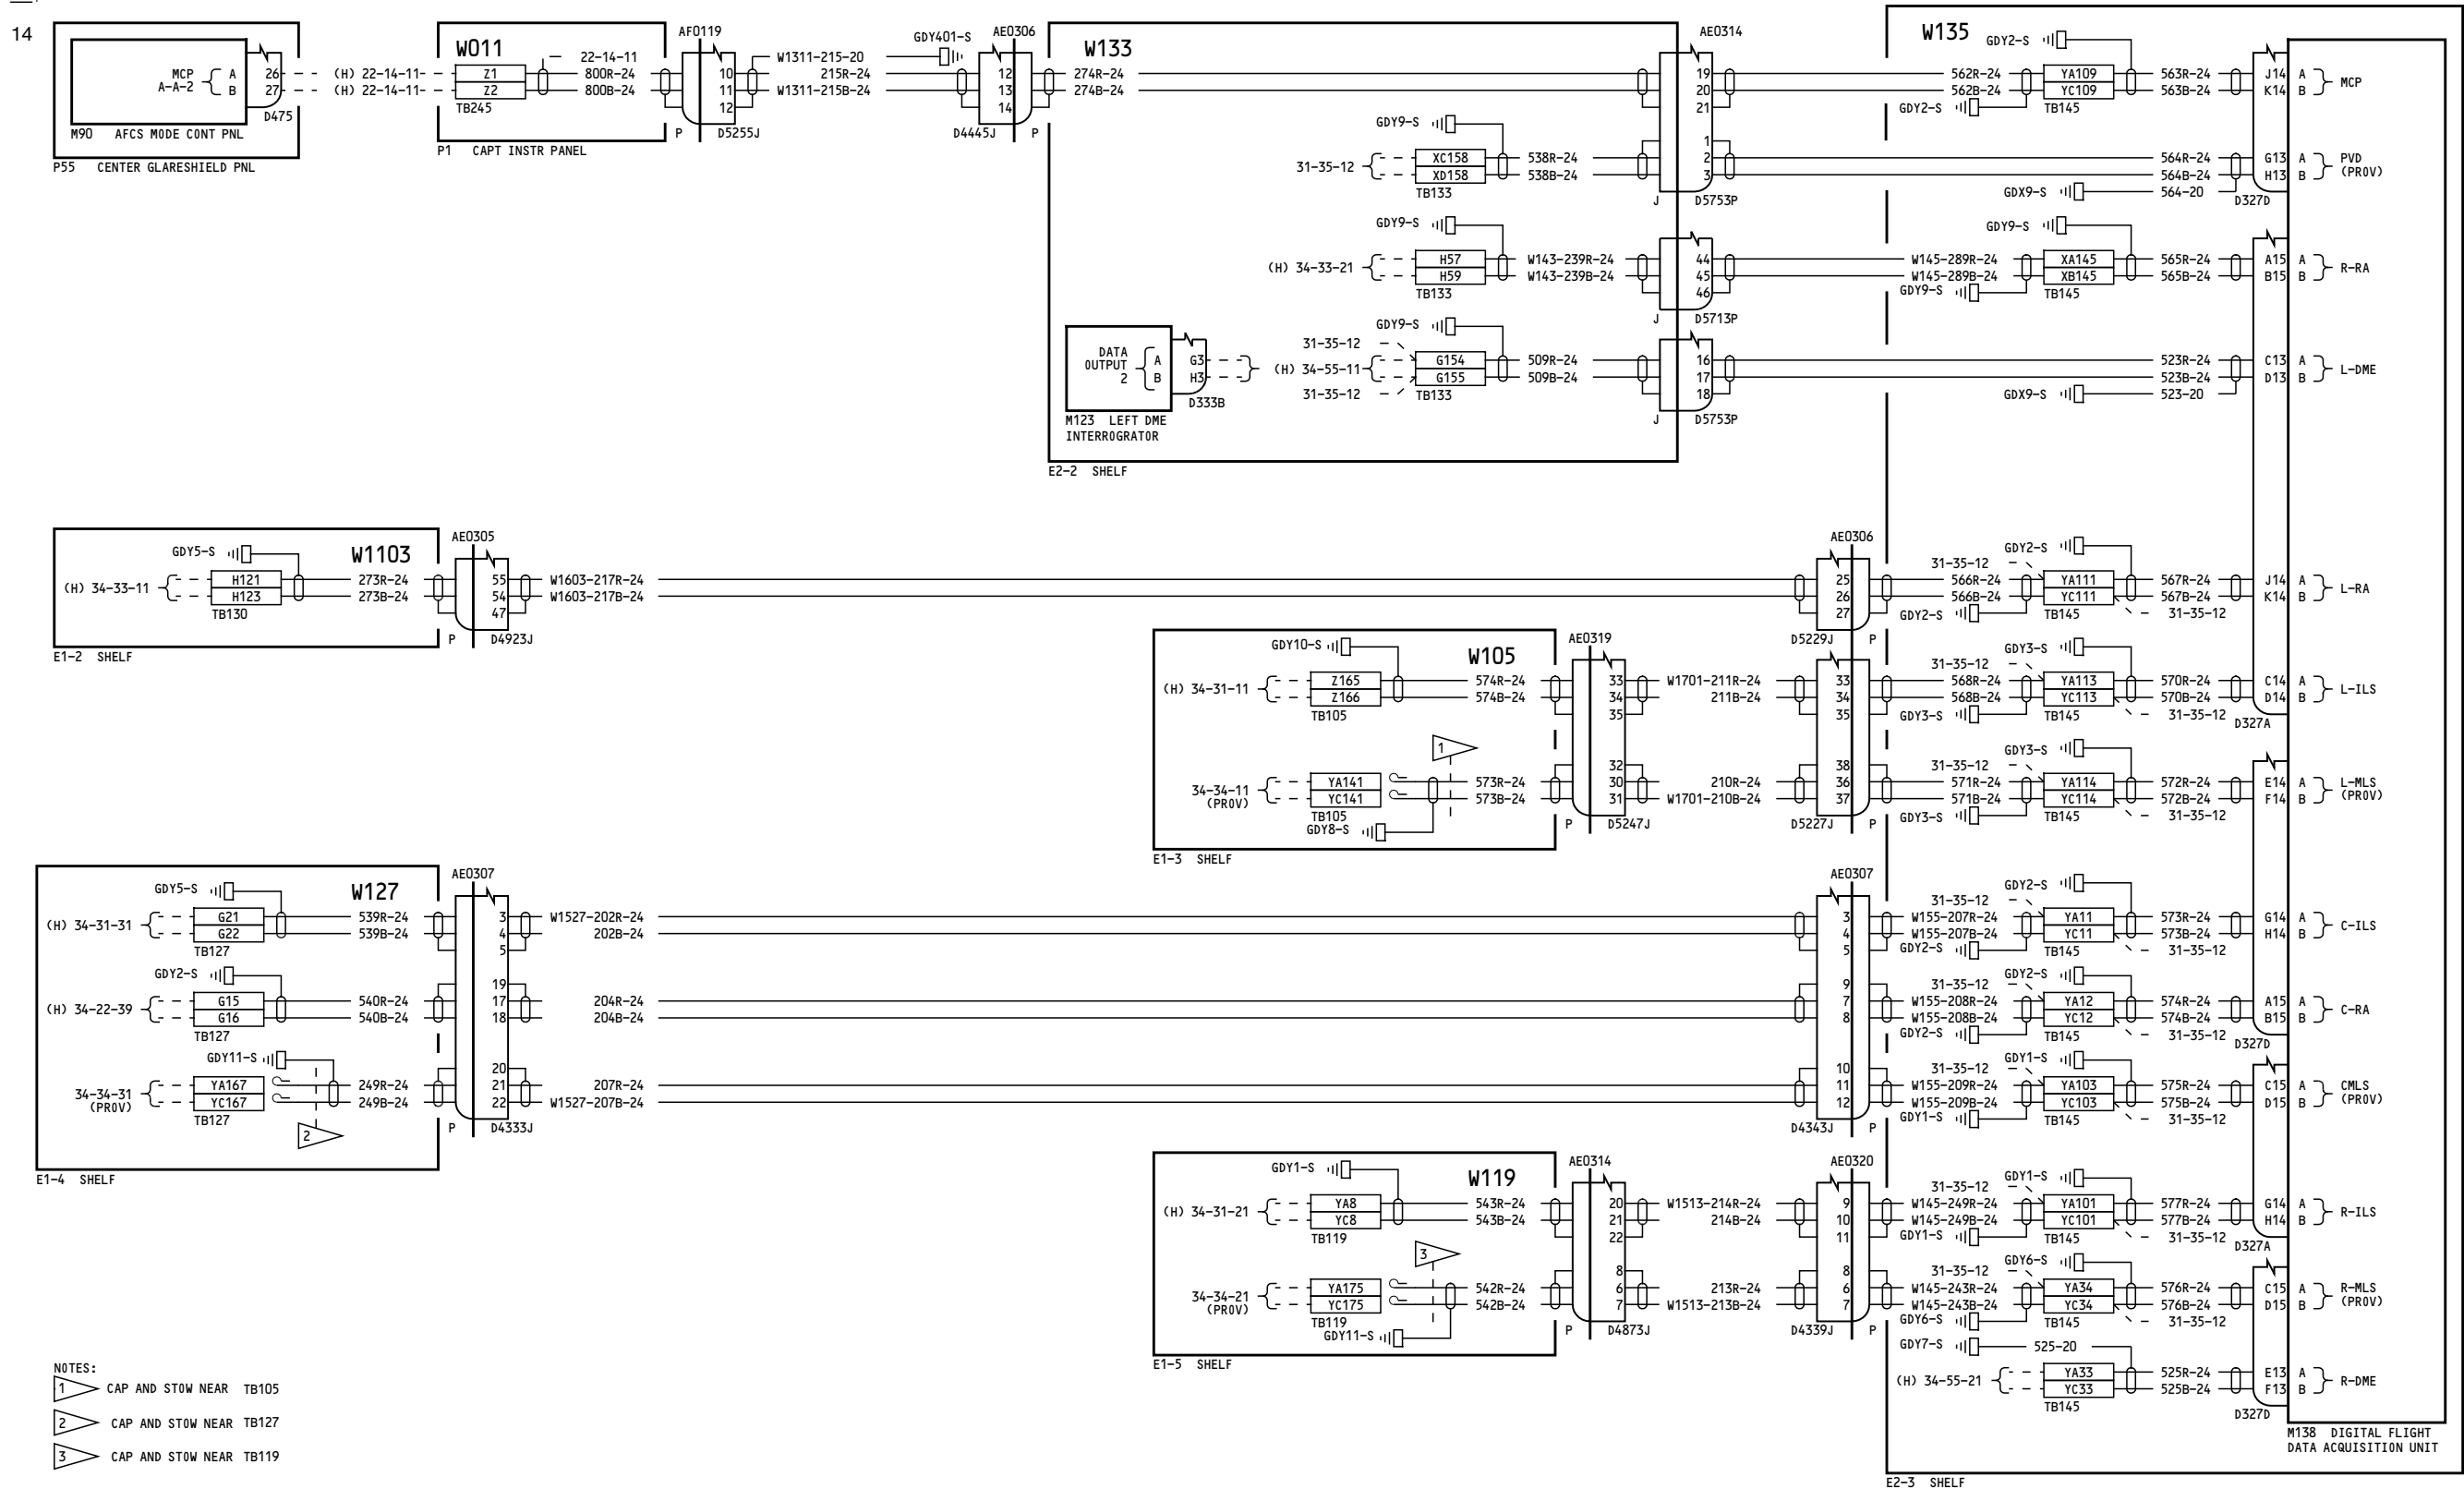 14
MCP
A-A-2
A 26
B 27
D475
M90 AFCS MODE CONT PNL
P55 CENTER GLARESHIELD PNL
(H) 22-14-11
(H) 22-14-11
W011
Z1
Z2
TB245
22-14-11
800R-24
800B-24
P1 CAPT INSTR PANEL
AF0119
10
11
12
P D5255J
W1311-215-20
215R-24
W1311-215B-24
GDY401-S
AE0306
12
13
14
D4445J P
W133
274R-24
274B-24
AE0314
19
20
21
W135
GDY2-S
562R-24 YA109 563R-24 J14 A
562B-24 YC109 563B-24 K14 B
MCP
GDY2-S TB145
GDY9-S
31-35-12
XC158 538R-24
XD158 538B-24
TB133
1
2
3
J D5753P
564R-24 G13 A
564B-24 H13 B
PVD
(PROV)
GDX9-S 564-20
D327D
GDY9-S
(H) 34-33-21
H57 W143-239R-24 44
H59 W143-239B-24 45
46
TB133
J D5713P
GDY9-S
W145-289R-24 XA145 565R-24 A15 A
W145-289B-24 XB145 565B-24 B15 B
R-RA
GDY9-S TB145
DATA
OUTPUT
2
A G3
B H3
D333B
M123 LEFT DME
INTERROGRATOR
GDY9-S
31-35-12
(H) 34-55-11
31-35-12
G154 509R-24 16
G155 509B-24 17
18
TB133
J D5753P
523R-24 C13 A
523B-24 D13 B
L-DME
GDX9-S 523-20
E2-2 SHELF
GDY5-S
W1103
(H) 34-33-11
H121 273R-24
H123 273B-24
TB130
E1-2 SHELF
AE0305
55 W1603-217R-24
54 W1603-217B-24
47
P D4923J
AE0306
25
26
27
D5229J P
GDY2-S
31-35-12
566R-24 YA111 567R-24 J14 A
566B-24 YC111 567B-24 K14 B
L-RA
GDY2-S TB145 31-35-12
GDY10-S
W105
(H) 34-31-11
Z165 574R-24
Z166 574B-24
TB105
AE0319
33 W1701-211R-24 33
34 211B-24 34
35 35
GDY3-S
31-35-12
568R-24 YA113 570R-24 C14 A
568B-24 YC113 570B-24 D14 B
L-ILS
GDY3-S TB145 31-35-12
D327A
1
34-34-11
(PROV)
YA141 573R-24
YC141 573B-24
TB105
GDY8-S
32 38
30 210R-24 36
31 W1701-210B-24 37
P D5247J
D5227J P
E1-3 SHELF
GDY3-S
31-35-12
571R-24 YA114 572R-24 E14 A
571B-24 YC114 572B-24 F14 B
L-MLS
(PROV)
GDY3-S TB145 31-35-12
GDY5-S
W127
(H) 34-31-31
G21 539R-24
G22 539B-24
TB127
AE0307
3 W1527-202R-24
4 202B-24
5
AE0307
3
4
5
GDY2-S
31-35-12
W155-207R-24 YA11 573R-24 G14 A
W155-207B-24 YC11 573B-24 H14 B
C-ILS
GDY2-S TB145 31-35-12
GDY2-S
(H) 34-22-39
G15 540R-24
G16 540B-24
TB127
19
17 204R-24
18 204B-24
9
7
8
GDY2-S
31-35-12
W155-208R-24 YA12 574R-24 A15 A
W155-208B-24 YC12 574B-24 B15 B
C-RA
GDY2-S TB145 31-35-12
D327D
GDY11-S
34-34-31
(PROV)
YA167 249R-24
YC167 249B-24
TB127
2
20
21 207R-24
22 W1527-207B-24
P D4333J
E1-4 SHELF
10
11
12
D4343J P
GDY1-S
31-35-12
W155-209R-24 YA103 575R-24 C15 A
W155-209B-24 YC103 575B-24 D15 B
CMLS
(PROV)
GDY1-S TB145 31-35-12
GDY1-S
W119
(H) 34-31-21
YA8 543R-24
YC8 543B-24
TB119
AE0314
20 W1513-214R-24
21 214B-24
22
AE0320
9
10
11
GDY1-S
31-35-12
W145-249R-24 YA101 577R-24 G14 A
W145-249B-24 YC101 577B-24 H14 B
R-ILS
GDY1-S TB145 31-35-12
D327A
3
34-34-21
(PROV)
YA175 542R-24
YC175 542B-24
TB119
GDY11-S
8 8
6 213R-24 6
7 W1513-213B-24 7
P D4873J
D4339J P
E1-5 SHELF
GDY6-S
31-35-12
W145-243R-24 YA34 576R-24 C15 A
W145-243B-24 YC34 576B-24 D15 B
R-MLS
(PROV)
GDY6-S TB145 31-35-12
GDY7-S 525-20
(H) 34-55-21
YA33 525R-24 E13 A
YC33 525B-24 F13 B
R-DME
TB145
D327D
M138 DIGITAL FLIGHT
DATA ACQUISITION UNIT
E2-3 SHELF
NOTES:
1 CAP AND STOW NEAR TB105
2 CAP AND STOW NEAR TB127
3 CAP AND STOW NEAR TB119